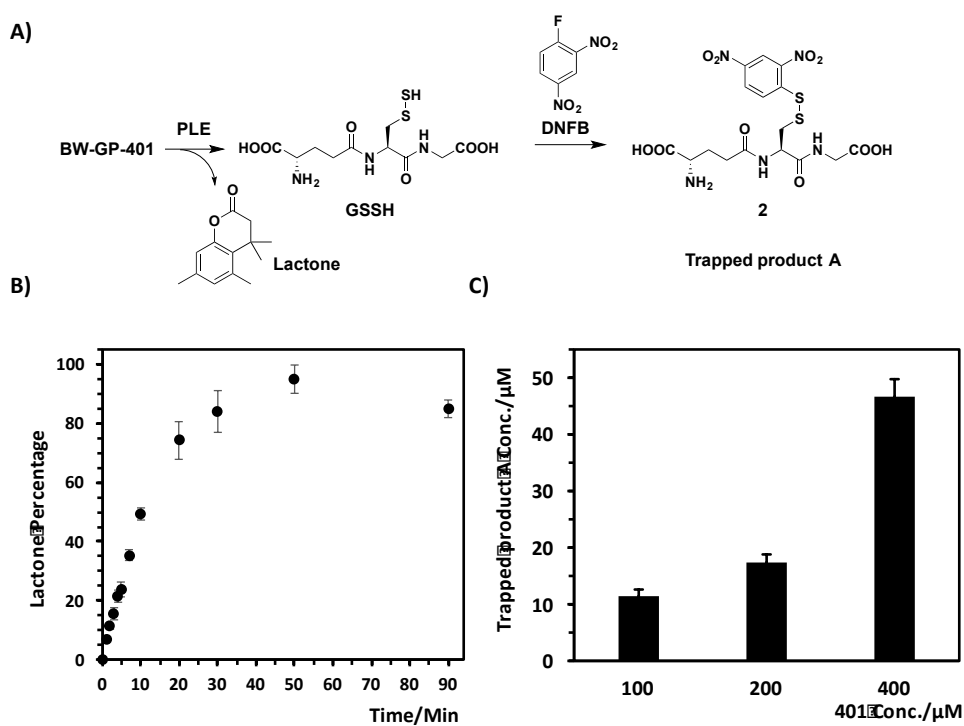 A)
F
NO₂
NO₂
DNFB
BW-GP-401
PLE
SH
S
HOOC
NH₂
O
N
H
O
H
N
COOH
GSSH
O
O
Lactone
NO₂
NO₂
S
S
HOOC
NH₂
O
N
H
O
H
N
COOH
2
Trapped product A
B)
Lactone Percentage
100
80
60
40
20
0
0 10 20 30 40 50 60 70 80 90
Time/Min
C)
Trapped product A Conc./μM
50
40
30
20
10
0
100 200 400
401 Conc./μM